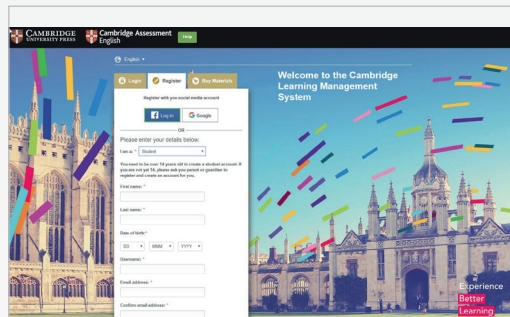 CAMBRIDGE
UNIVERSITY PRESS
Cambridge Assessment
English
Help
English
Login
Register
Buy Materials
Welcome to the Cambridge
Learning Management
System
Register with you social media account
Log in
Google
OR
Please enter your details below:
I am a: * Student
You need to be over 14 years old to create a student account. If
you are not yet 14, please ask you parent or guardian to
register and create an account for you.
First name: *
Last name: *
Date of birth: *
DD
MMM
YYYY
Username: *
Email address: *
Confirm email address: *
Experience
Better
Learning